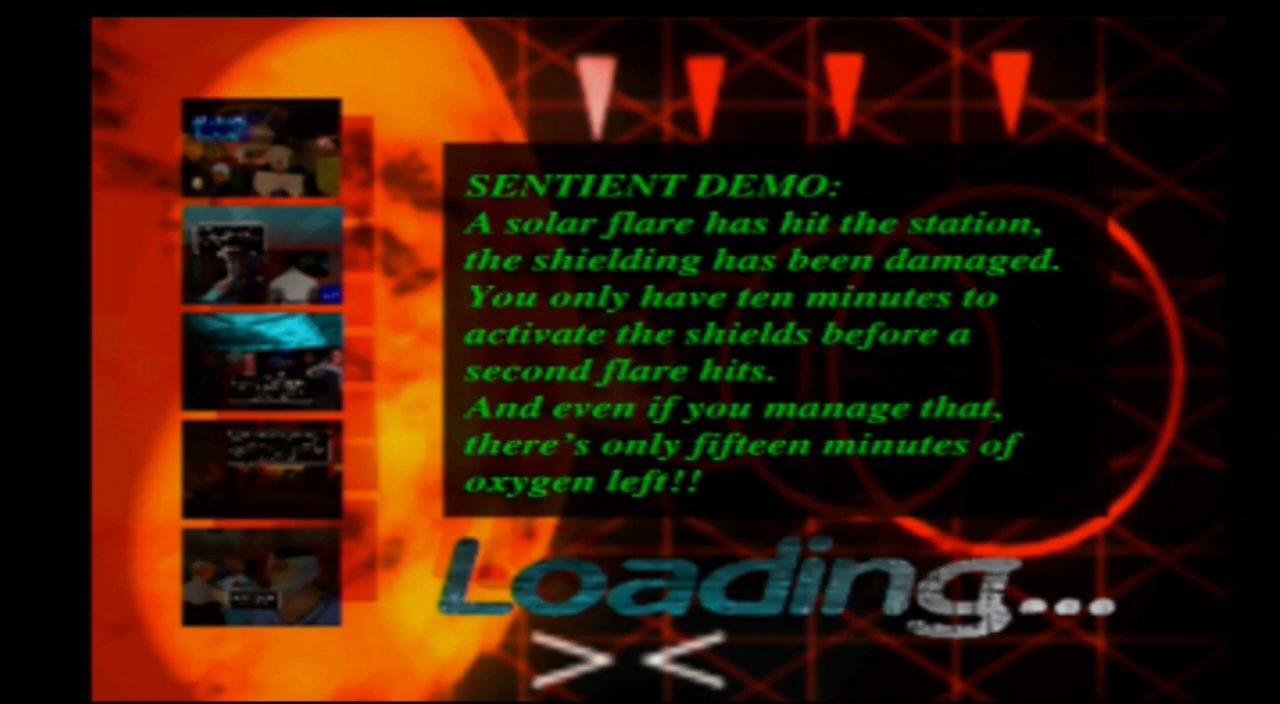 SENTIENT DEMO:
A solar flare has hit the station,
the shielding has been damaged.
You only have ten minutes to
activate the shields before a
second flare hits.
And even if you manage that,
there's only fifteen minutes of
oxygen left!!
Loading...